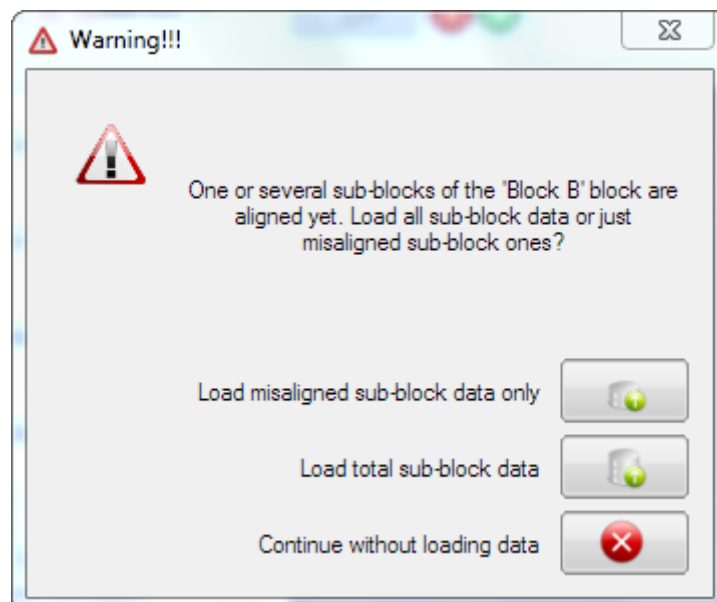 Warning!!!
One or several sub-blocks of the "Block B" block are
aligned yet. Load all sub-block data or just
misaligned sub-block ones?
Load misaligned sub-block data only
Load total sub-block data
Continue without loading data